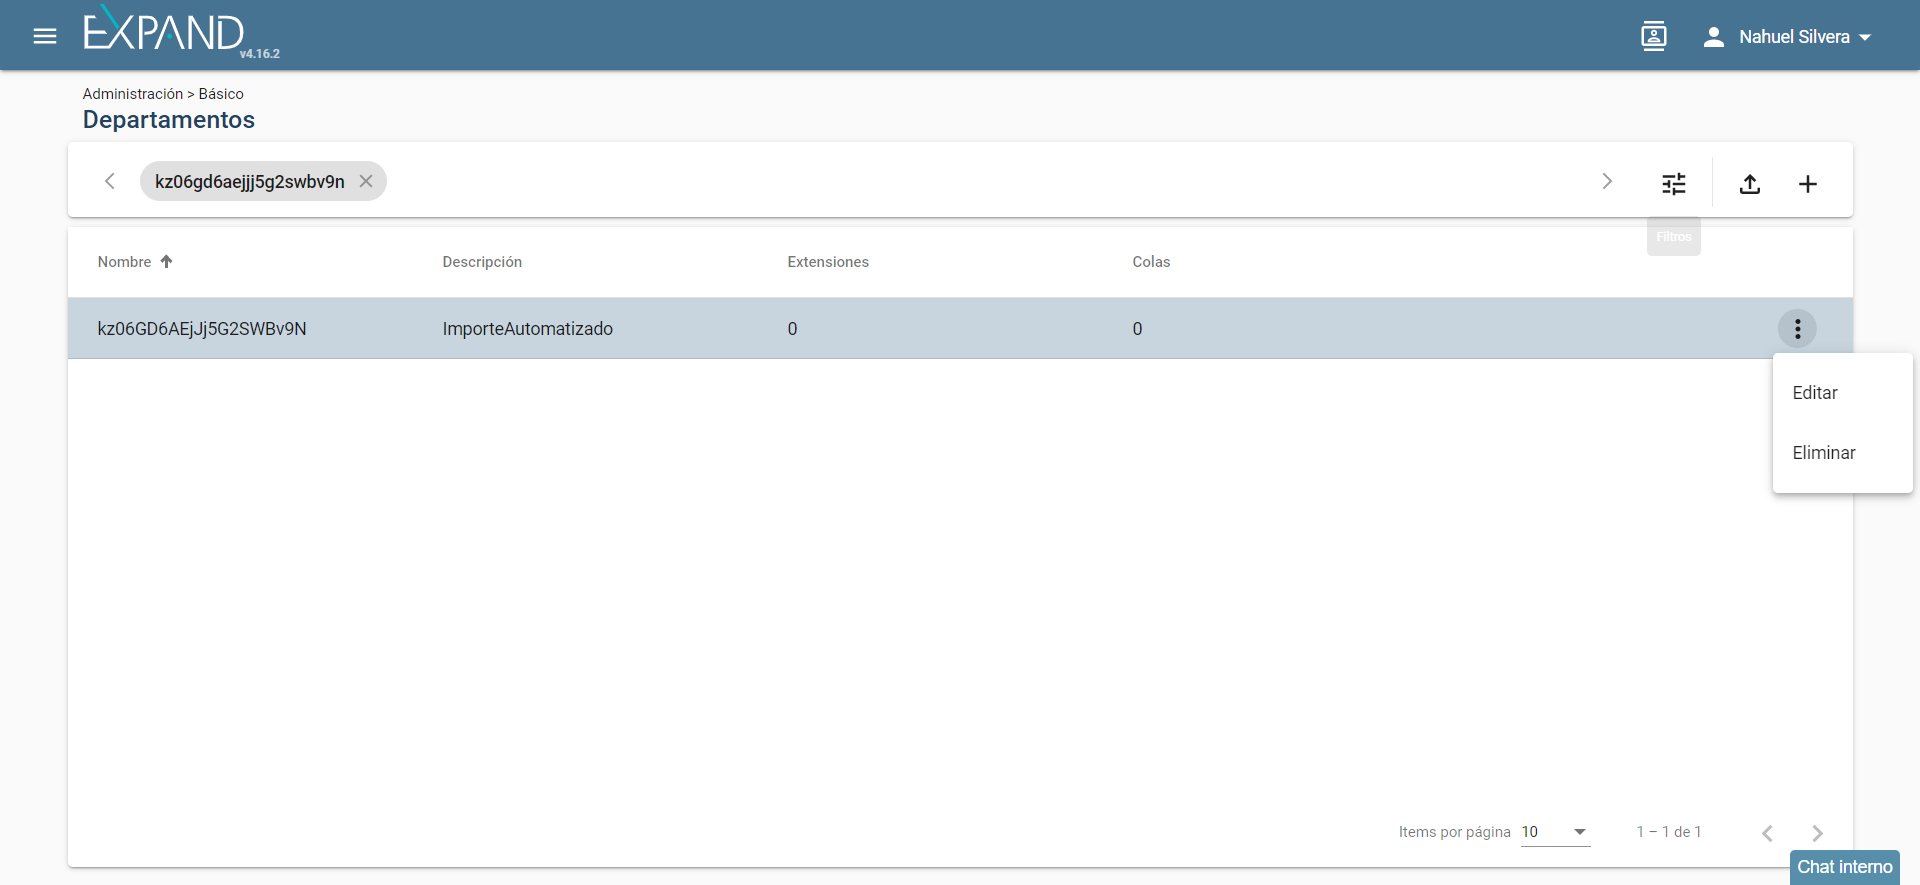 EXPAND
v4.16.2
Nahuel Silvera
Administración > Básico
Departamentos
kz06gd6aejjj5g2swbv9n
Filtros
Nombre Descripción Extensiones Colas
kz06GD6AEjJj5G2SWBv9N ImporteAutomatizado 0 0
Editar
Eliminar
Items por página 10 1 – 1 de 1
Chat interno